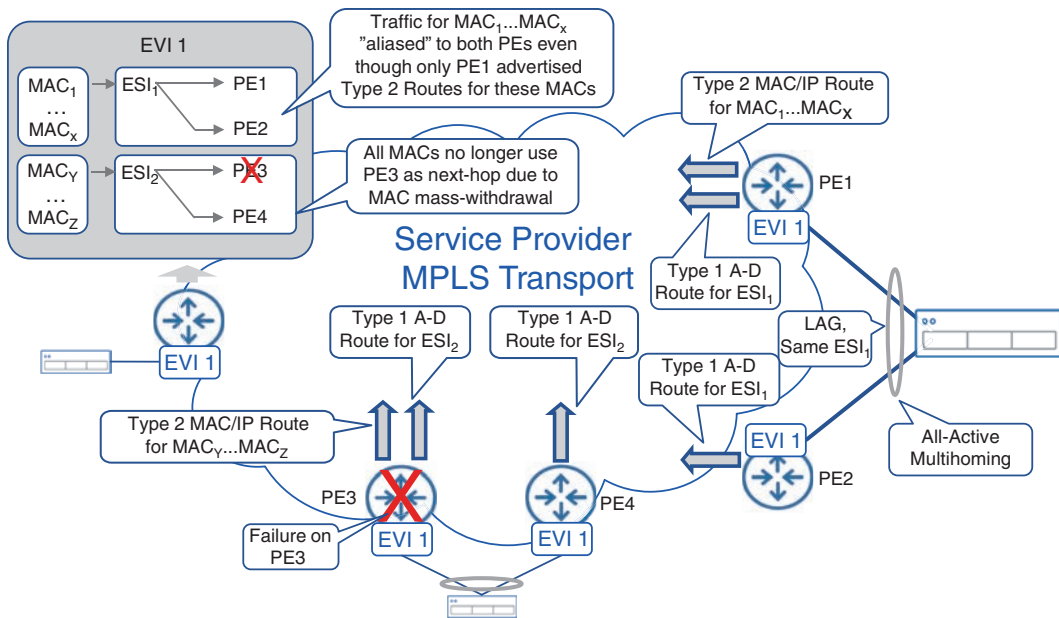 EVI 1
MAC₁
...
MACₓ
ESI₁
PE1
PE2
MACY
...
MACZ
ESI₂
PE3
PE4
Traffic for MAC₁...MACₓ
"aliased" to both PEs even
though only PE1 advertised
Type 2 Routes for these MACs
All MACs no longer use
PE3 as next-hop due to
MAC mass-withdrawal
Type 2 MAC/IP Route
for MAC₁...MACX
PE1
EVI 1
Service Provider
MPLS Transport
Type 1 A-D
Route for ESI₁
EVI 1
Type 1 A-D
Route for ESI₂
Type 1 A-D
Route for ESI₂
LAG,
Same ESI₁
Type 1 A-D
Route for ESI₁
Type 2 MAC/IP Route
for MACY...MACZ
EVI 1
PE2
All-Active
Multihoming
PE3
PE4
Failure on
PE3
EVI 1
EVI 1